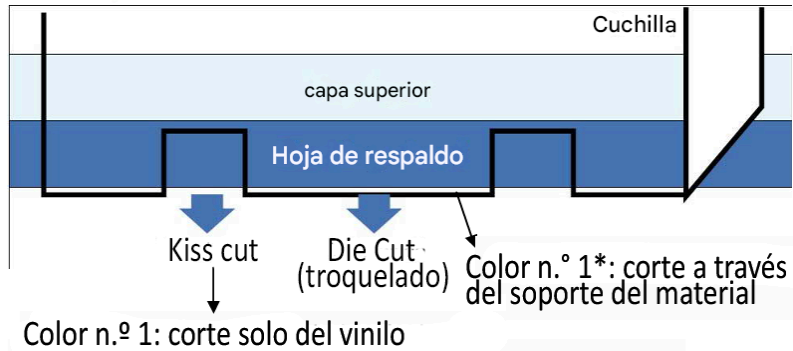 Cuchilla
capa superior
Hoja de respaldo
Kiss cut
Die Cut
(troquelado)
Color n.° 1*: corte a través
del soporte del material
Color n.º 1: corte solo del vinilo